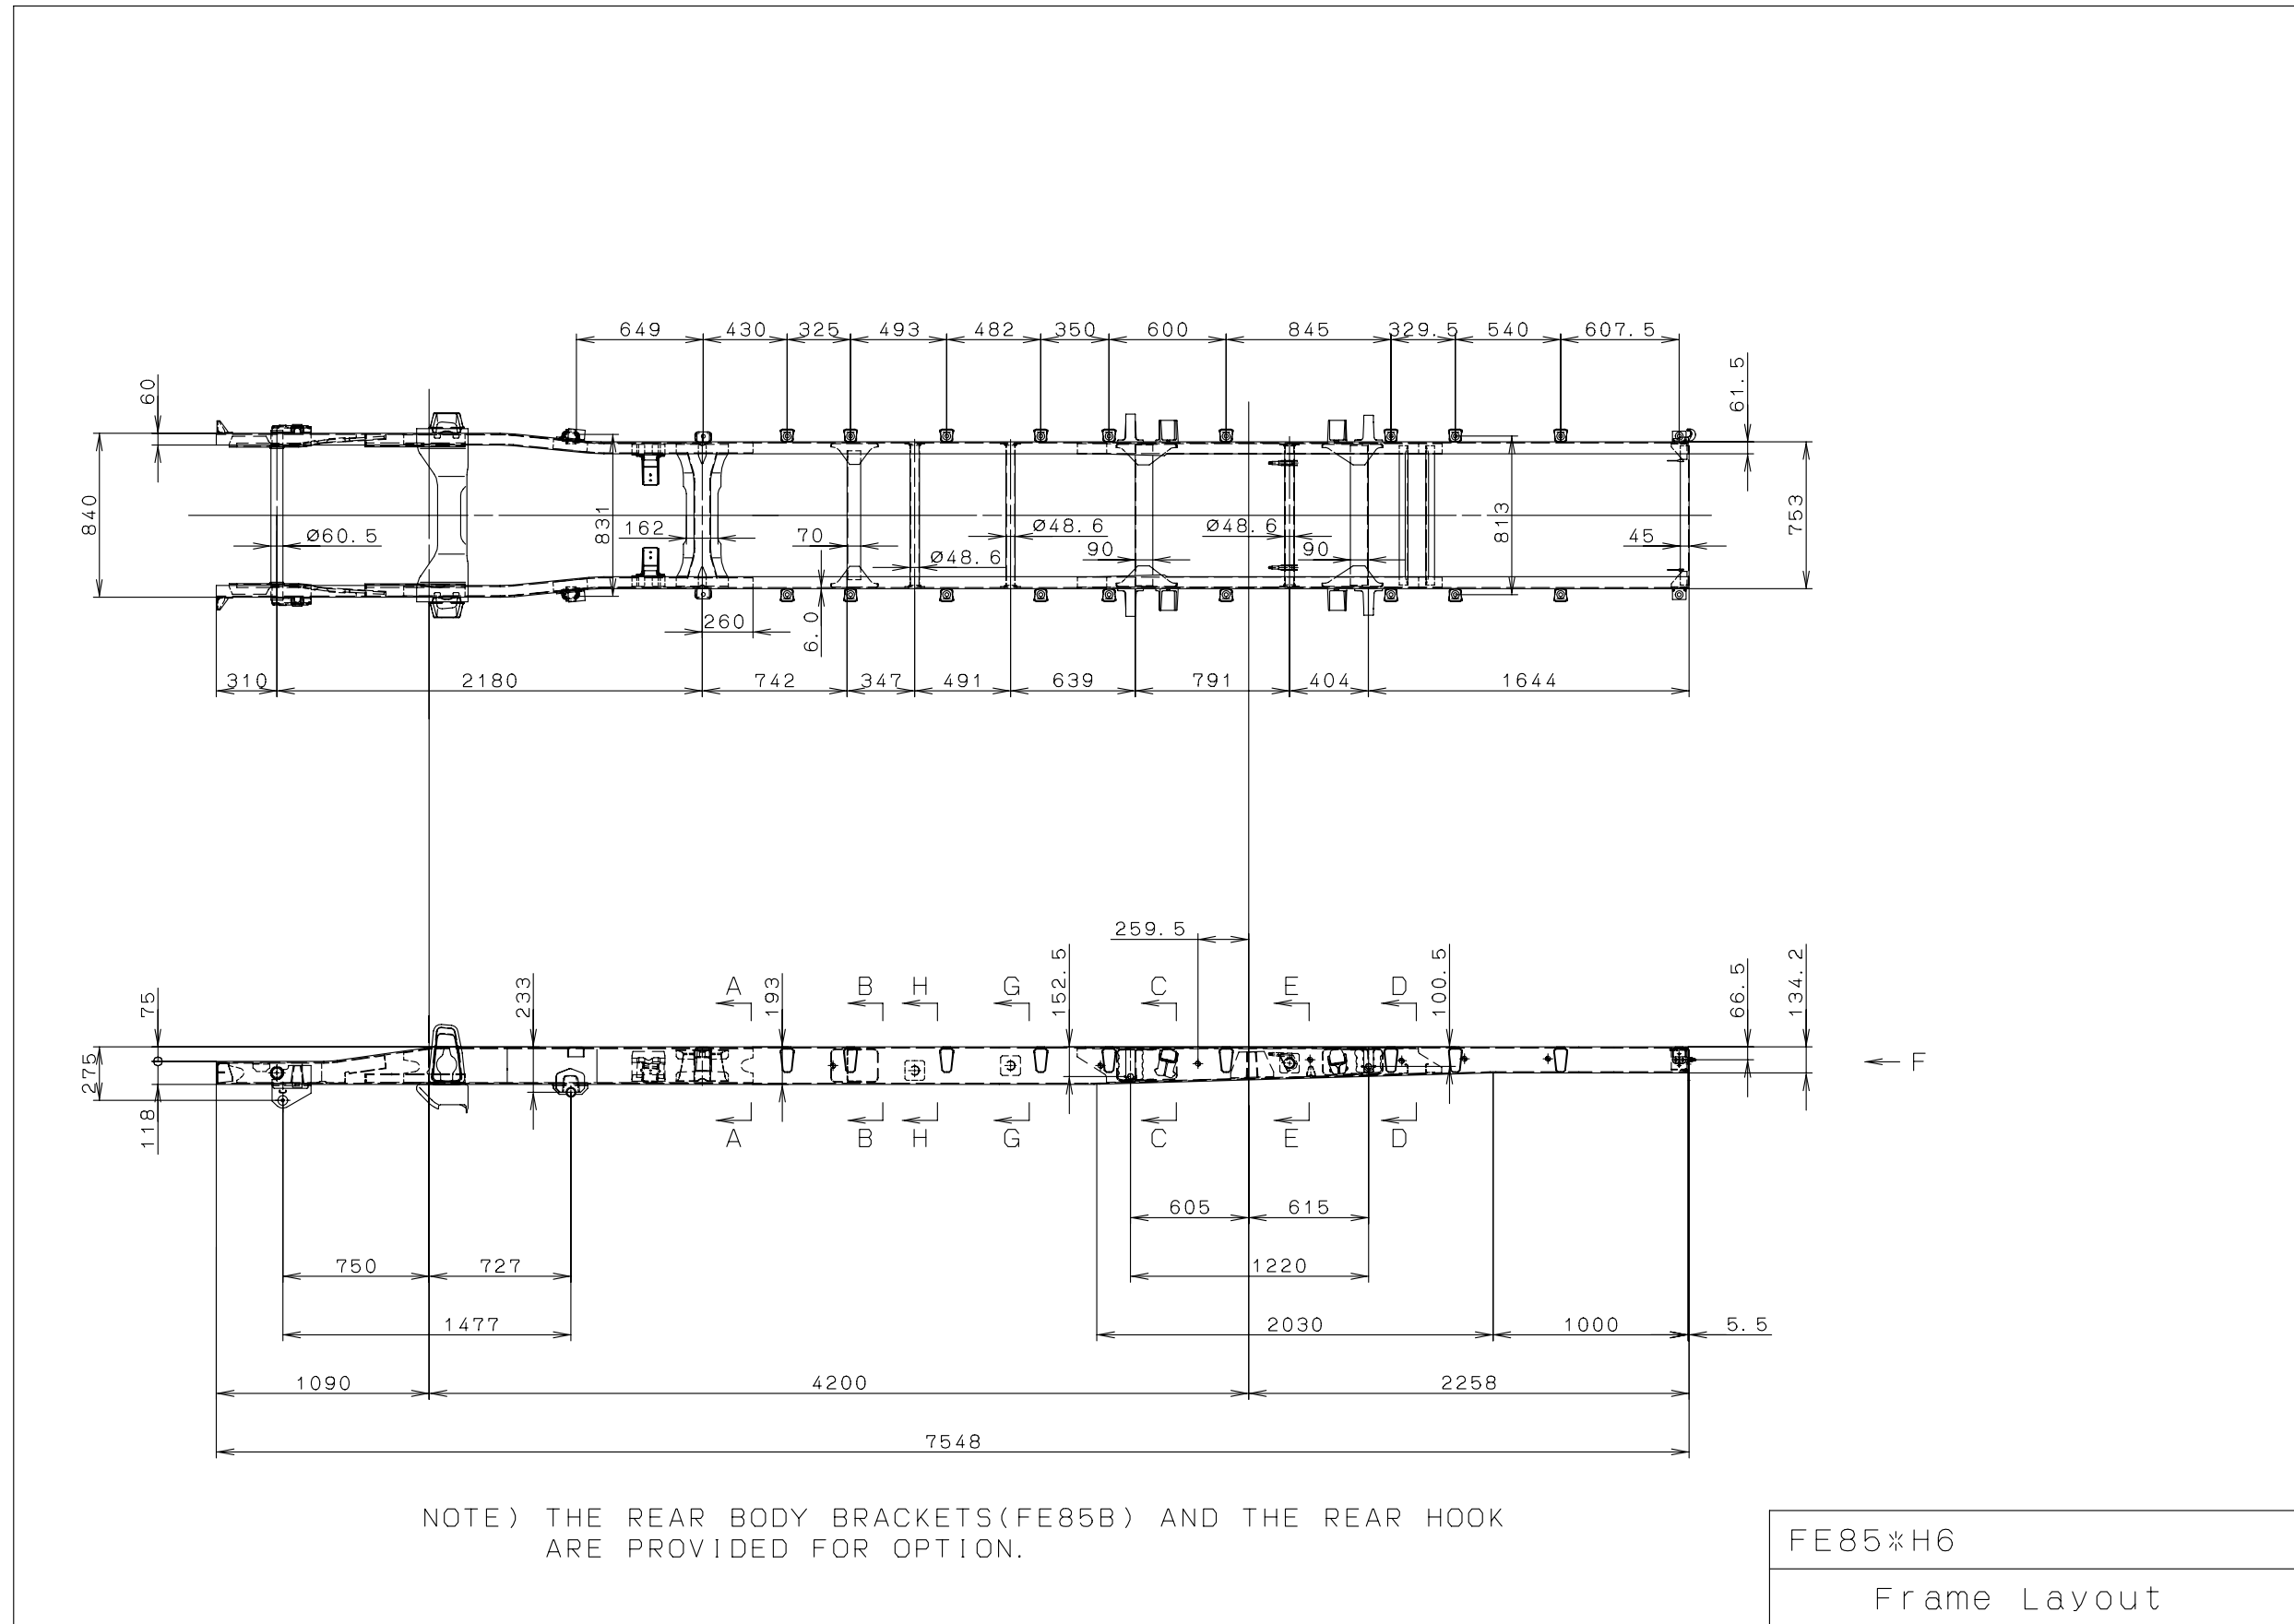 649 430 325 493 482 350 600 845 329.5 540 607.5
60
61.5
840
831
813
753
Ø60.5
162
70
Ø48.6
Ø48.6
90
Ø48.6
90
45
260
6.0
310 2180 742 347 491 639 791 404 1644
259.5
75
233
A
193
B
H
G
152.5
C
E
D
100.5
66.5
134.2
275
0
118
F
A
B
H
G
C
E
D
605 615
750 727 1220
1477 2030 1000 5.5
1090 4200 2258
7548
NOTE) THE REAR BODY BRACKETS(FE85B) AND THE REAR HOOK
ARE PROVIDED FOR OPTION.
FE85※H6
Frame Layout